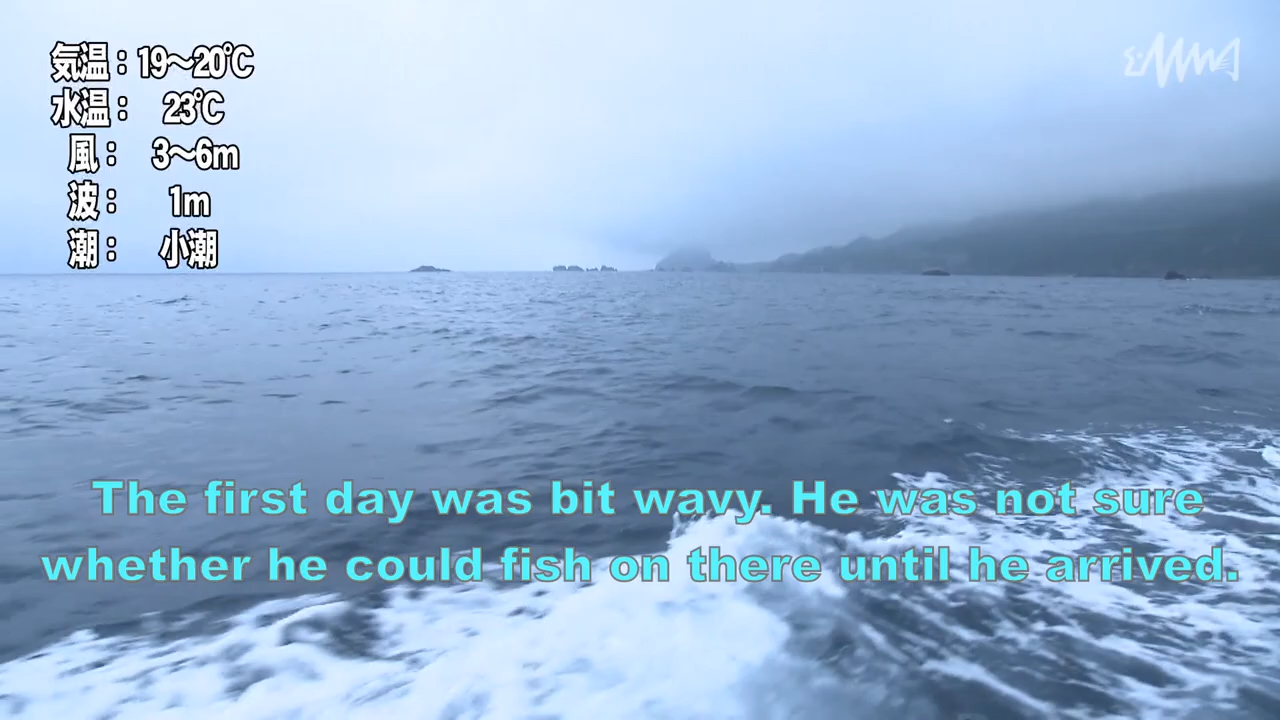 気温：19～20℃
水温： 23℃
風： 3～6m
波： 1m
潮： 小潮
The first day was bit wavy. He was not sure
whether he could fish on there until he arrived.